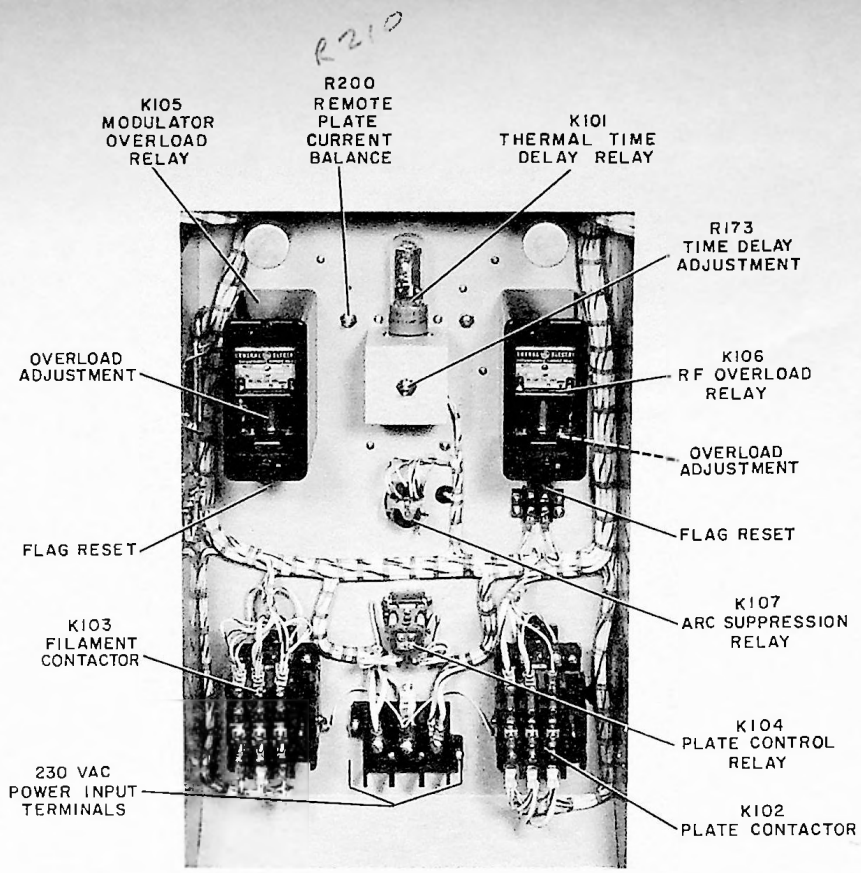 R210
R200
REMOTE
PLATE
CURRENT
BALANCE
K105
MODULATOR
OVERLOAD
RELAY
K101
THERMAL TIME
DELAY RELAY
R173
TIME DELAY
ADJUSTMENT
OVERLOAD
ADJUSTMENT
GENERAL ELECTRIC
GENERAL ELECTRIC
K106
RF OVERLOAD
RELAY
OVERLOAD
ADJUSTMENT
FLAG RESET
FLAG RESET
K103
FILAMENT
CONTACTOR
K107
ARC SUPPRESSION
RELAY
K104
PLATE CONTROL
RELAY
230 VAC
POWER INPUT
TERMINALS
K102
PLATE CONTACTOR